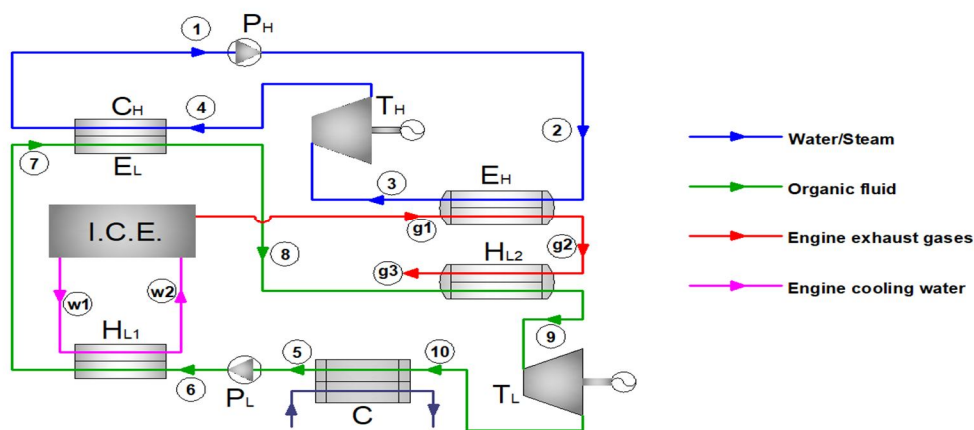 1
PH
CH
4
TH
2
Water/Steam
7
EL
3
EH
Organic fluid
I.C.E.
g1
g2
Engine exhaust gases
8
g3
HL2
w1
w2
Engine cooling water
HL1
9
5
10
6
PL
C
TL